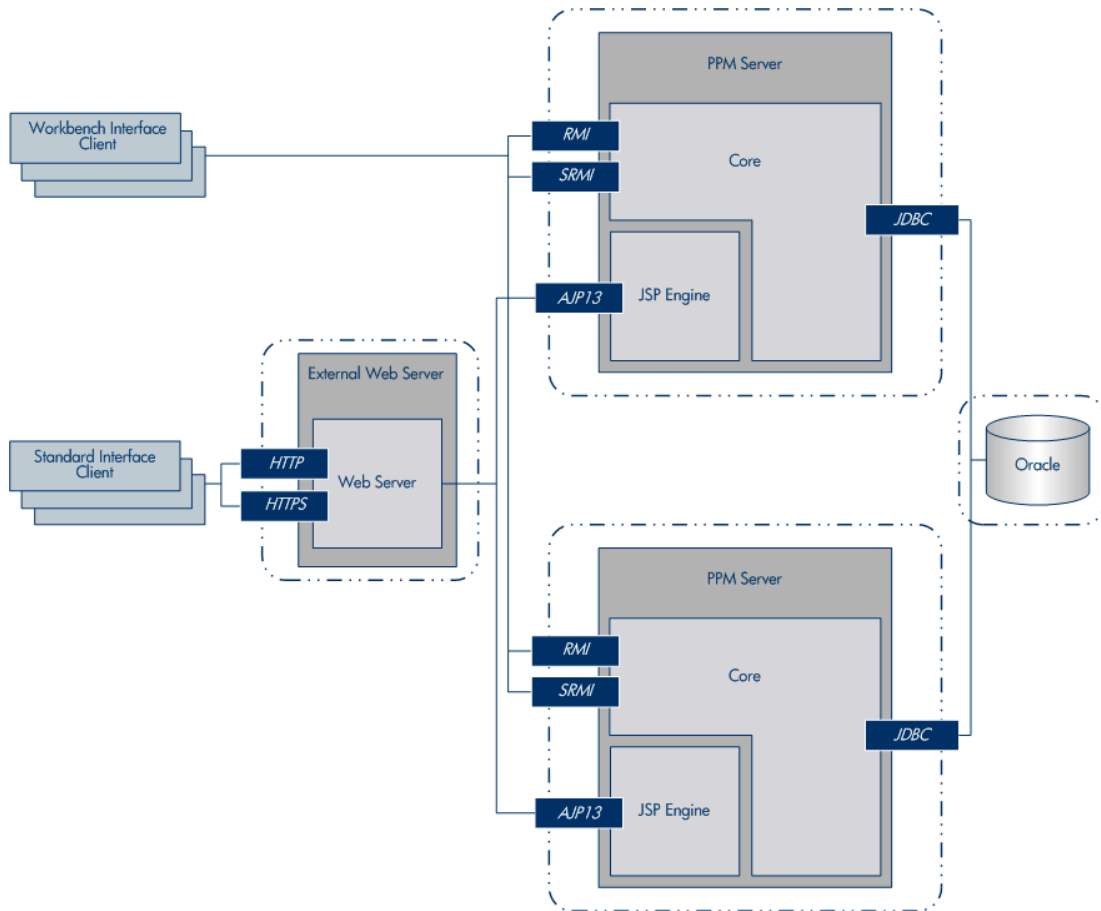 PPM Server
Workbench Interface
Client
RMI
Core
SRMI
JDBC
AJP13
JSP Engine
External Web Server
Standard Interface
Client
HTTP
Web Server
HTTPS
Oracle
PPM Server
RMI
Core
SRMI
JDBC
AJP13
JSP Engine